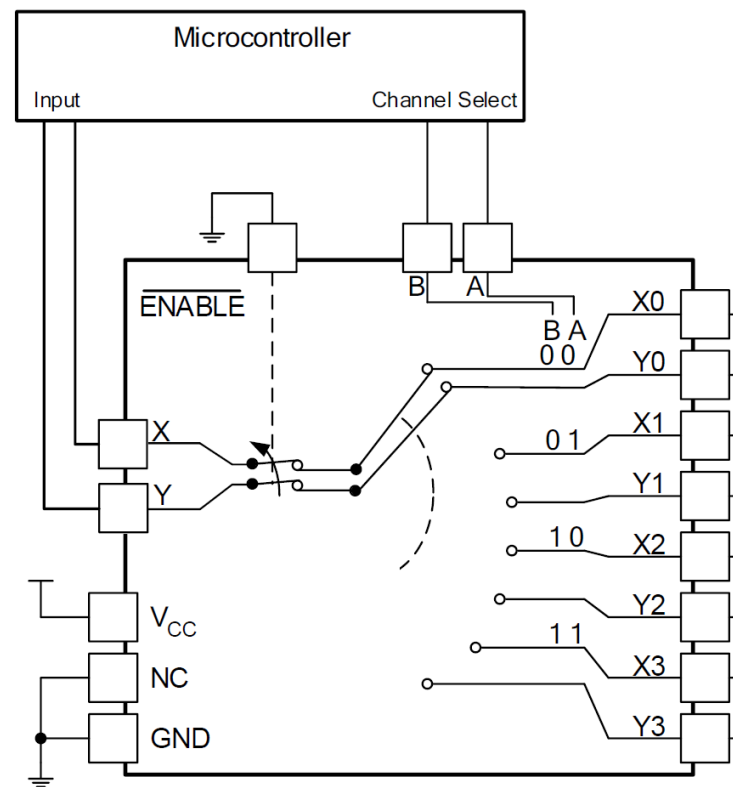 Microcontroller
Input
Channel Select
ENABLE
B
A
B A
0 0
X0
Y0
X
0 1
X1
Y
Y1
1 0
X2
VCC
Y2
1 1
NC
X3
GND
Y3